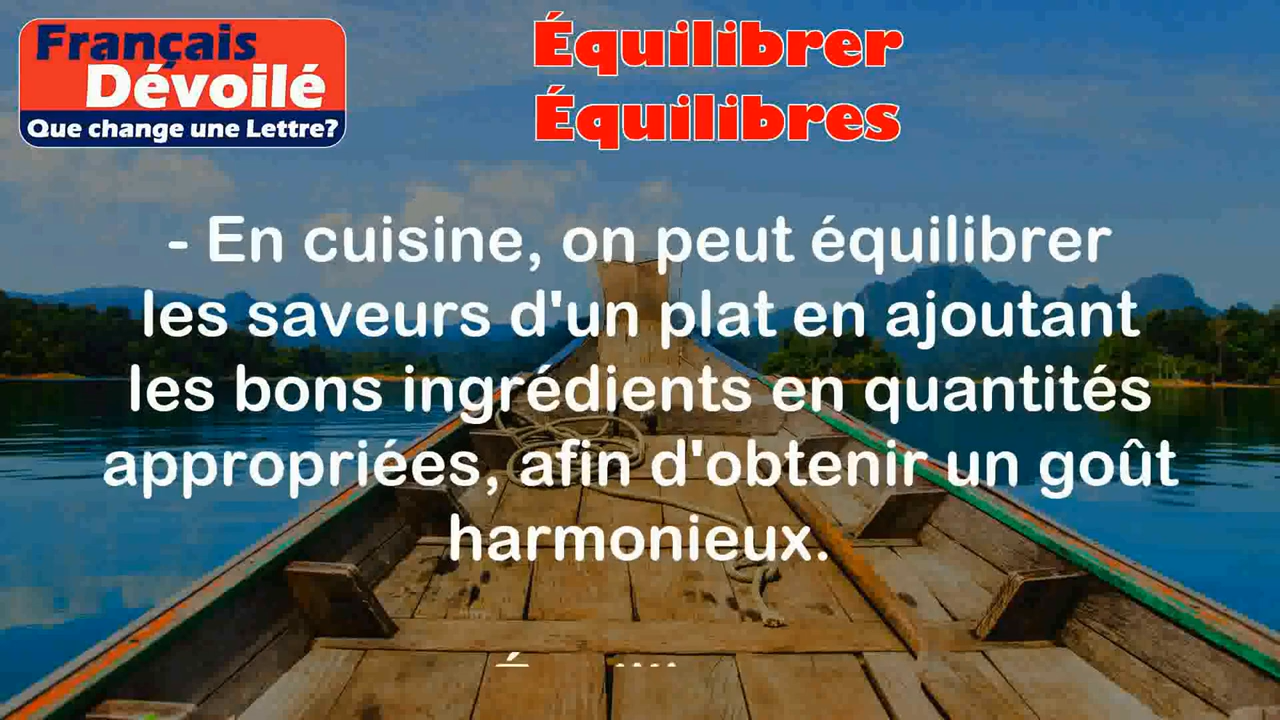 Français
Dévoilé
Que change une Lettre?
Équilibrer
Équilibres
- En cuisine, on peut équilibrer
les saveurs d'un plat en ajoutant
les bons ingrédients en quantités
appropriées, afin d'obtenir un goût
harmonieux.